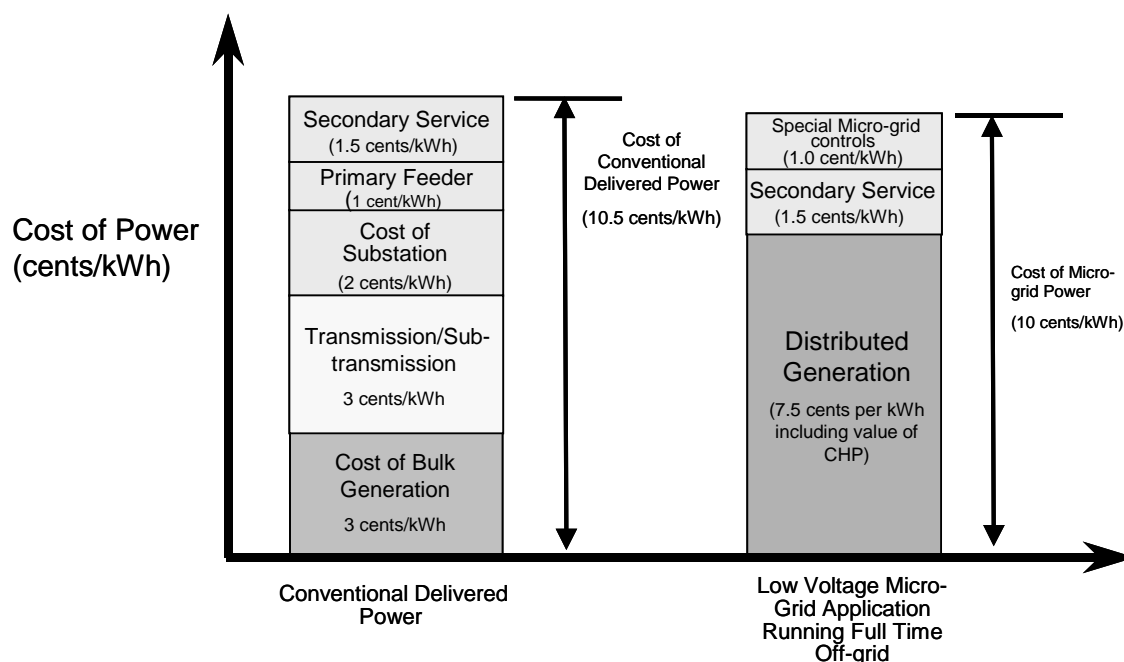 Cost of Power
(cents/kWh)
Secondary Service
(1.5 cents/kWh)
Primary Feeder
(1 cent/kWh)
Cost of
Substation
(2 cents/kWh)
Transmission/Sub-
transmission
3 cents/kWh
Cost of Bulk
Generation
3 cents/kWh
Conventional Delivered
Power
Cost of
Conventional
Delivered Power
(10.5 cents/kWh)
Special Micro-grid
controls
(1.0 cent/kWh)
Secondary Service
(1.5 cents/kWh)
Distributed
Generation
(7.5 cents per kWh
including value of
CHP)
Low Voltage Micro-
Grid Application
Running Full Time
Off-grid
Cost of Micro-
grid Power
(10 cents/kWh)